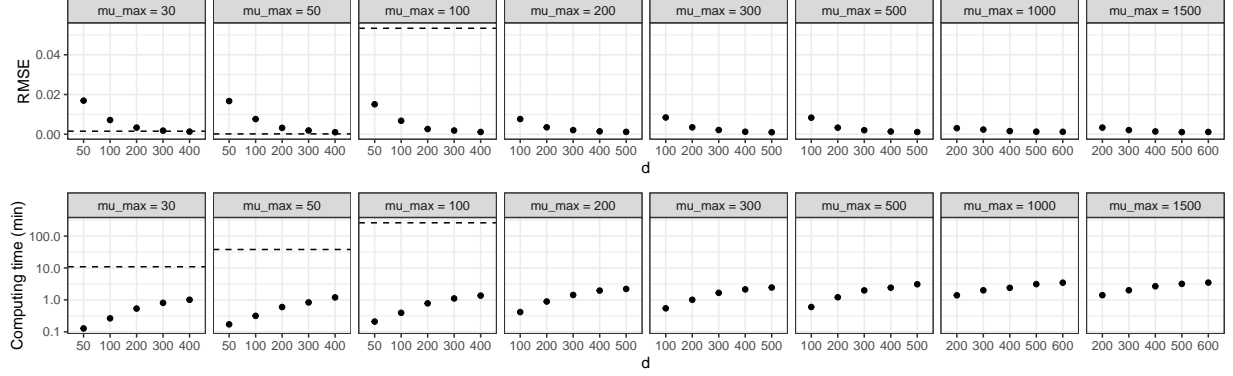 mu_max = 30 mu_max = 50 mu_max = 100 mu_max = 200 mu_max = 300 mu_max = 500 mu_max = 1000 mu_max = 1500
RMSE
0.04
0.02
0.00
50 100 200 300 400 50 100 200 300 400 50 100 200 300 400 100 200 300 400 500 100 200 300 400 500 100 200 300 400 500 200 300 400 500 600 200 300 400 500 600
d
mu_max = 30 mu_max = 50 mu_max = 100 mu_max = 200 mu_max = 300 mu_max = 500 mu_max = 1000 mu_max = 1500
Computing time (min)
100.0
10.0
1.0
0.1
50 100 200 300 400 50 100 200 300 400 50 100 200 300 400 100 200 300 400 500 100 200 300 400 500 100 200 300 400 500 200 300 400 500 600 200 300 400 500 600
d